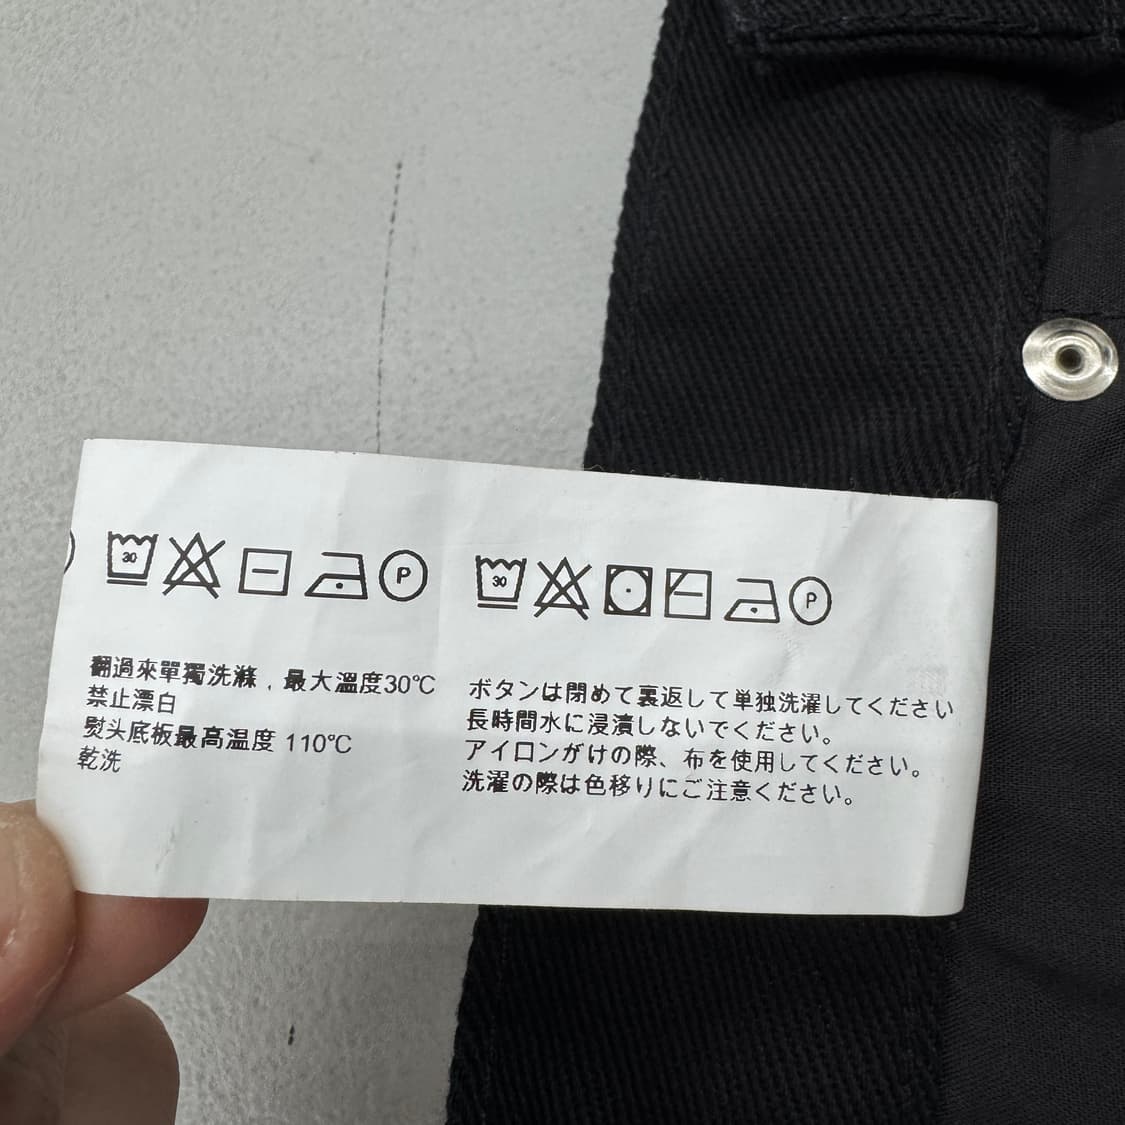 30 P
30 P
翻過來單獨洗滌，最大溫度30℃
禁止漂白
熨头底板最高温度 110℃
乾洗
ボタンは閉めて裏返して単独洗濯してください
長時間水に浸漬しないでください。
アイロンがけの際、布を使用してください。
洗濯の際は色移りにご注意ください。